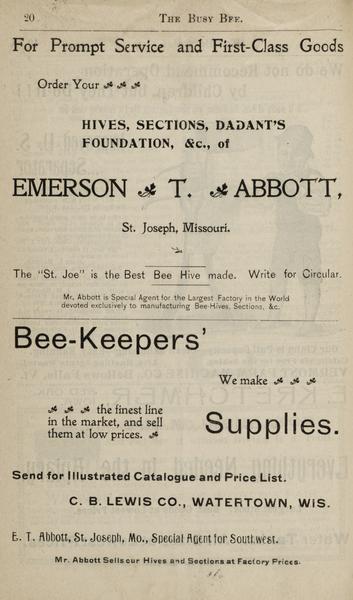 20
The Busy Bee.
For Prompt Service and First-Class Goods
Order Your
HIVES, SECTIONS, DADANT'S
FOUNDATION, &c., of
EMERSON T. ABBOTT,
St. Joseph, Missouri.
The "St. Joe" is the Best Bee Hive made. Write for Circular.
Mr. Abbott is Special Agent for the Largest Factory in the World
devoted exclusively to manufacturing Bee-Hives, Sections, &c.
Bee-Keepers'
We make
the finest line
in the market, and sell
them at low prices.
Supplies.
Send for Illustrated Catalogue and Price List.
C. B. LEWIS CO., WATERTOWN, WIS.
E. T. Abbott, St. Joseph, Mo., Special Agent for Southwest.
Mr. Abbott Sells our Hives and Sections at Factory Prices.